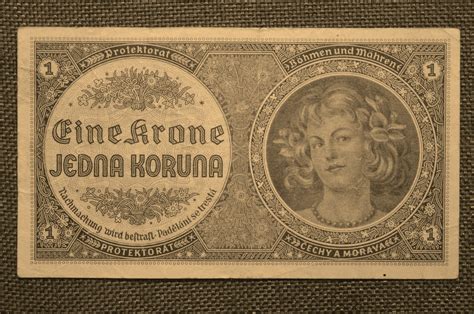 1
Protektorat
Böhmen und Mähren
1
Eine Krone
JEDNA KORUNA
Nachmachung wird bestraft. Padělání se trestá
1
PROTEKTORÁT
ČECHY A MORAVA
1